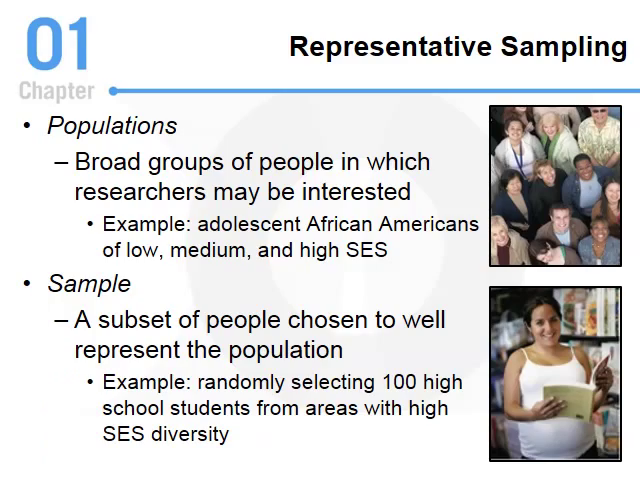 01
Chapter
Representative Sampling
• Populations
– Broad groups of people in which
researchers may be interested
• Example: adolescent African Americans
of low, medium, and high SES
• Sample
– A subset of people chosen to well
represent the population
• Example: randomly selecting 100 high
school students from areas with high
SES diversity